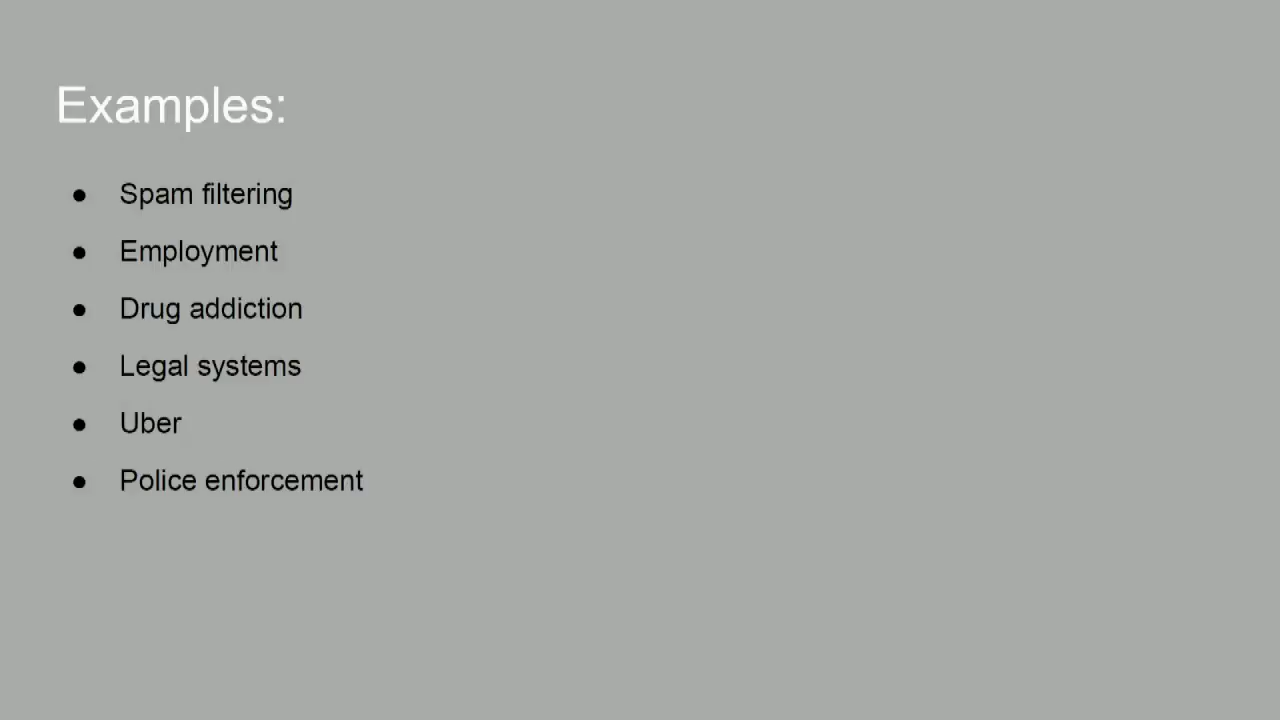 Examples:
● Spam filtering
● Employment
● Drug addiction
● Legal systems
● Uber
● Police enforcement